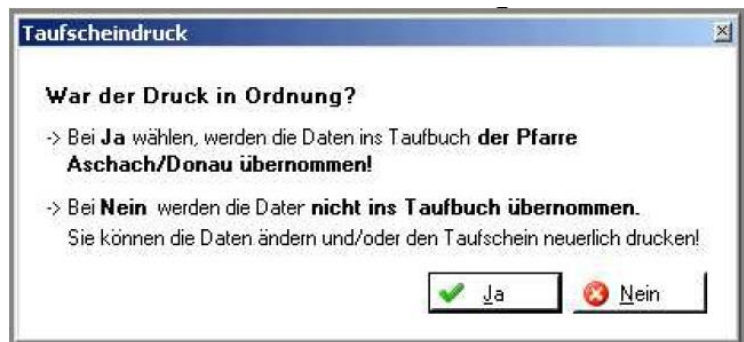 Taufscheindruck
War der Druck in Ordnung?
-> Bei Ja wählen, werden die Daten ins Taufbuch der Pfarre
Aschach/Donau übernommen!
-> Bei Nein werden die Dater nicht ins Taufbuch übernommen.
Sie können die Daten ändern und/oder den Taufschein neuerlich drucken!
Ja Nein